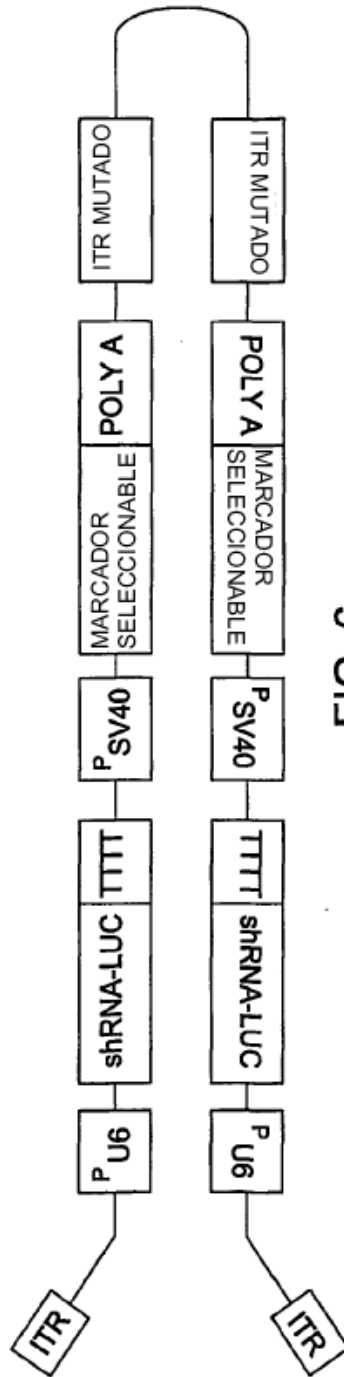 ITR
P U6
shRNA-LUC
TTTT
P SV40
MARCADOR
SELECCIONABLE
POLY A
ITR MUTADO
ITR MUTADO
POLY A
MARCADOR
SELECCIONABLE
P SV40
TTTT
shRNA-LUC
P U6
ITR